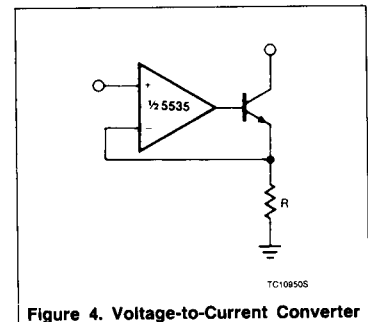 +
½ 5535
−
R
TC10950S
Figure 4. Voltage-to-Current Converter